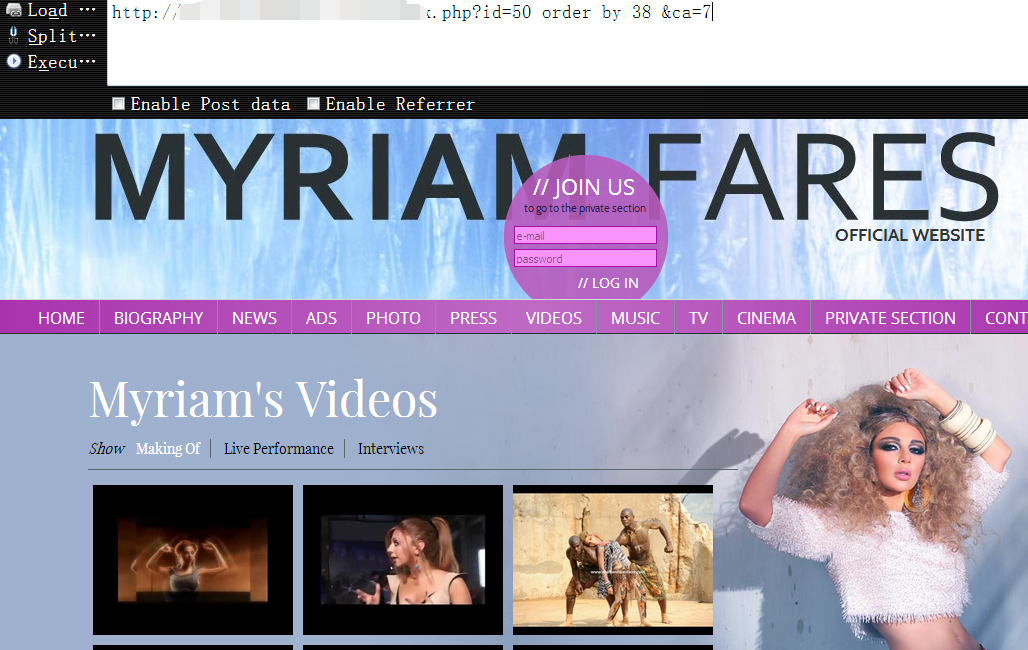 Load ...
http:// x.php?id=50 order by 38 &ca=7
Split...
Execu...
Enable Post data Enable Referrer
MYRIAM FARES
// JOIN US
to go to the private section
e-mail
OFFICIAL WEBSITE
password
// LOG IN
HOME BIOGRAPHY NEWS ADS PHOTO PRESS VIDEOS MUSIC TV CINEMA PRIVATE SECTION CONT
Myriam's Videos
Show Making Of Live Performance Interviews